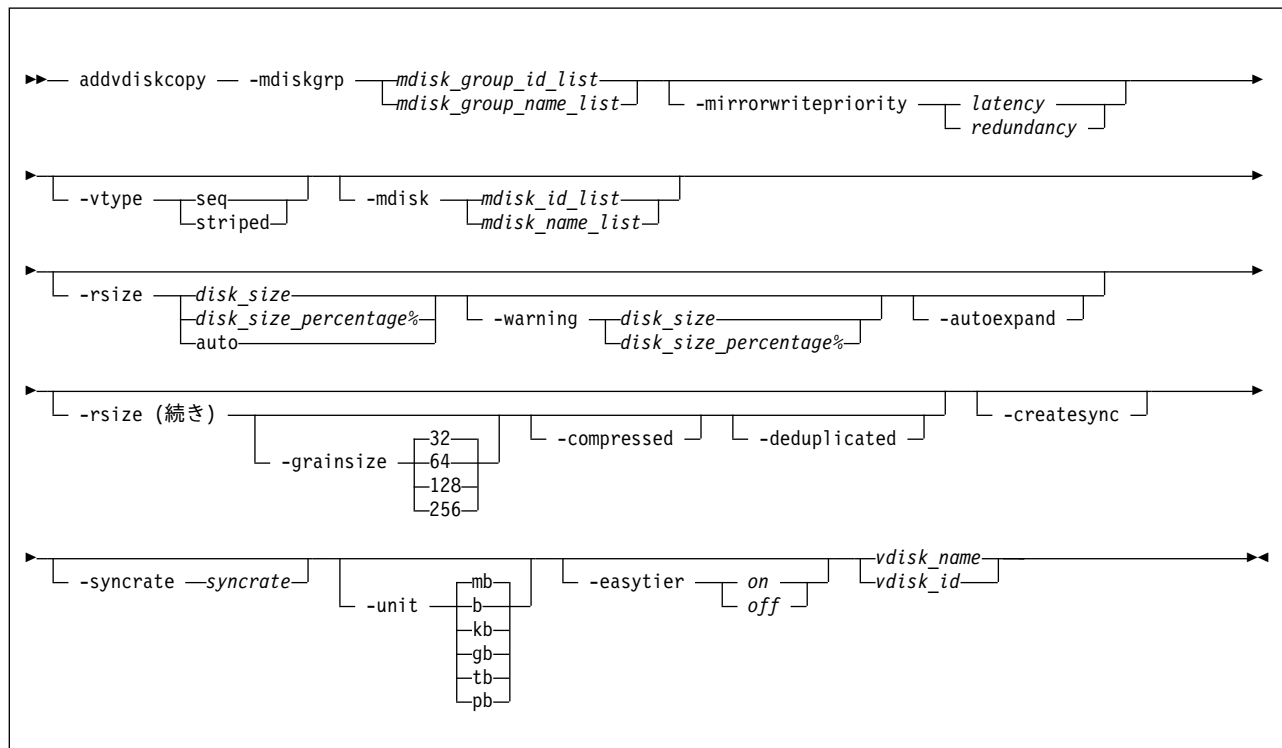 addvdiskcopy -mdiskgrp mdisk_group_id_list
mdisk_group_name_list -mirrorwritepriority latency
redundancy
-vtype seq -mdisk mdisk_id_list
striped mdisk_name_list
-rsize disk_size -warning disk_size -autoexpand
disk_size_percentage% disk_size_percentage%
auto
-rsize (続き) -createsync
-grainsize 32 -compressed -deduplicated
64
128
256
-syncrate syncrate -unit mb -easytier on vdisk_name
b off vdisk_id
kb
gb
tb
pb